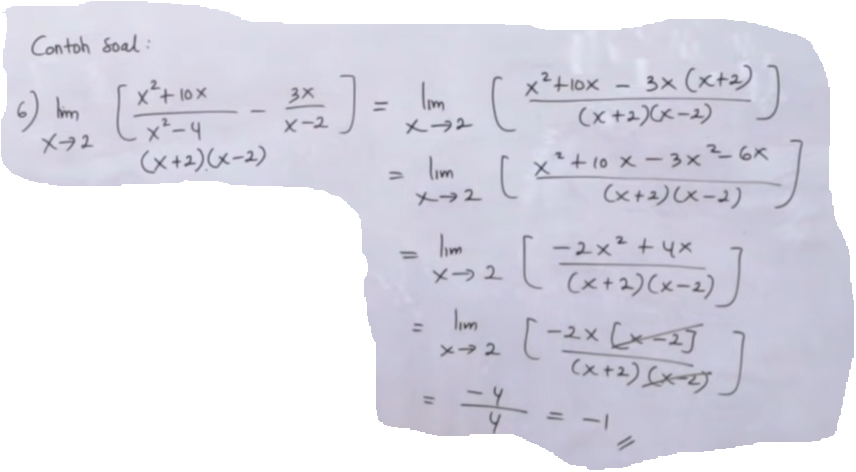 Contoh Soal :
6) lim x→2 [ (x²+10x)/(x²-4) - 3x/(x-2) ] = lim x→2 [ (x²+10x - 3x(x+2))/((x+2)(x-2)) ]
(x+2)(x-2)
= lim x→2 [ (x²+10x-3x²-6x)/((x+2)(x-2)) ]
= lim x→2 [ (-2x²+4x)/((x+2)(x-2)) ]
= lim x→2 [ (-2x[x-2])/((x+2)(x-2)) ]
= -4/4 = -1